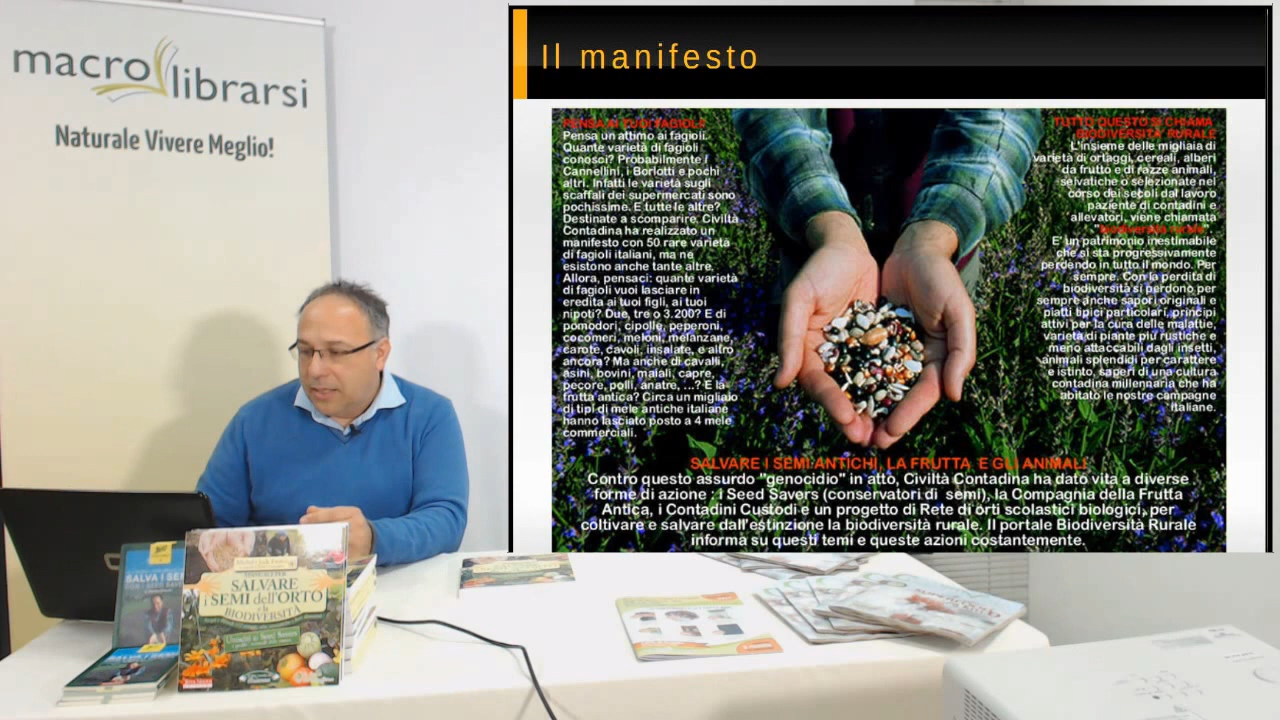 macro librarsi
Naturale Vivere Meglio!
Il manifesto
PENSA AI TUOI FAGIOLI
Pensa un attimo ai fagioli.
Quante varietà di fagioli
conosci? Probabilmente i
Cannellini, i Borlotti e pochi
altri. Infatti le varietà sugli
scaffali dei supermercati sono
pochissime. E tutte le altre?
Destinate a scomparire. Civiltà
Contadina ha realizzato un
manifesto con 50 rare varietà
di fagioli italiani, ma ne
esistono anche tante altre.
Allora, pensaci: quante varietà
di fagioli vuoi lasciare in
eredità ai tuoi figli, ai tuoi
nipoti? Due, tre o 3.200? E di
pomodori, cipolle, peperoni,
cocomeri, meloni, melanzane,
carote, cavoli, insalate, e altro
ancora? Ma anche di cavalli,
asini, bovini, maiali, capre,
pecore, polli, anatre, ...? E la
frutta antica? Circa un migliaio
di tipi di mele antiche italiane
hanno lasciato posto a 4 mele
commerciali.
TUTTO QUESTO SI CHIAMA
BIODIVERSITA' RURALE
L'insieme delle migliaia di
varietà di ortaggi, cereali, alberi
da frutto e di razze animali,
selvatiche o selezionate nel
corso dei secoli dal lavoro
paziente di contadini e
allevatori, viene chiamata
"biodiversità rurale".
E' un patrimonio inestimabile
che si sta progressivamente
perdendo in tutto il mondo. Per
sempre. Con la perdita di
biodiversità si perdono per
sempre anche sapori originali e
piatti tipici particolari, principi
attivi per la cura delle malattie,
varietà di piante più rustiche e
meno attaccabili dagli insetti,
animali splendidi per carattere
e istinto, saperi di una cultura
contadina millennaria che ha
abitato le nostre campagne
italiane.
SALVARE I SEMI ANTICHI, LA FRUTTA E GLI ANIMALI
Contro questo assurdo "genocidio" in atto, Civiltà Contadina ha dato vita a diverse
forme di azione : i Seed Savers (conservatori di semi), la Compagnia della Frutta
Antica, i Contadini Custodi e un progetto di Rete di orti scolastici biologici, per
coltivare e salvare dall'estinzione la biodiversità rurale. Il portale Biodiversità Rurale
informa su questi temi e queste azioni costantemente.
SALVA I SEMI
SALVARE
i SEMI dell'ORTO
e la
BIODIVERSITÀ